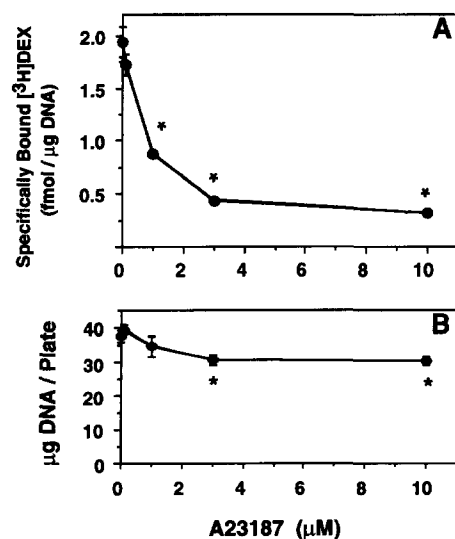 A
Specifically Bound [³H]DEX
(fmol / µg DNA)
2.0
1.5
1.0
0.5
*
*
*
0 2 4 6 8 10
B
µg DNA / Plate
40
30
20
10
0
*
*
0 2 4 6 8 10
A23187 (µM)